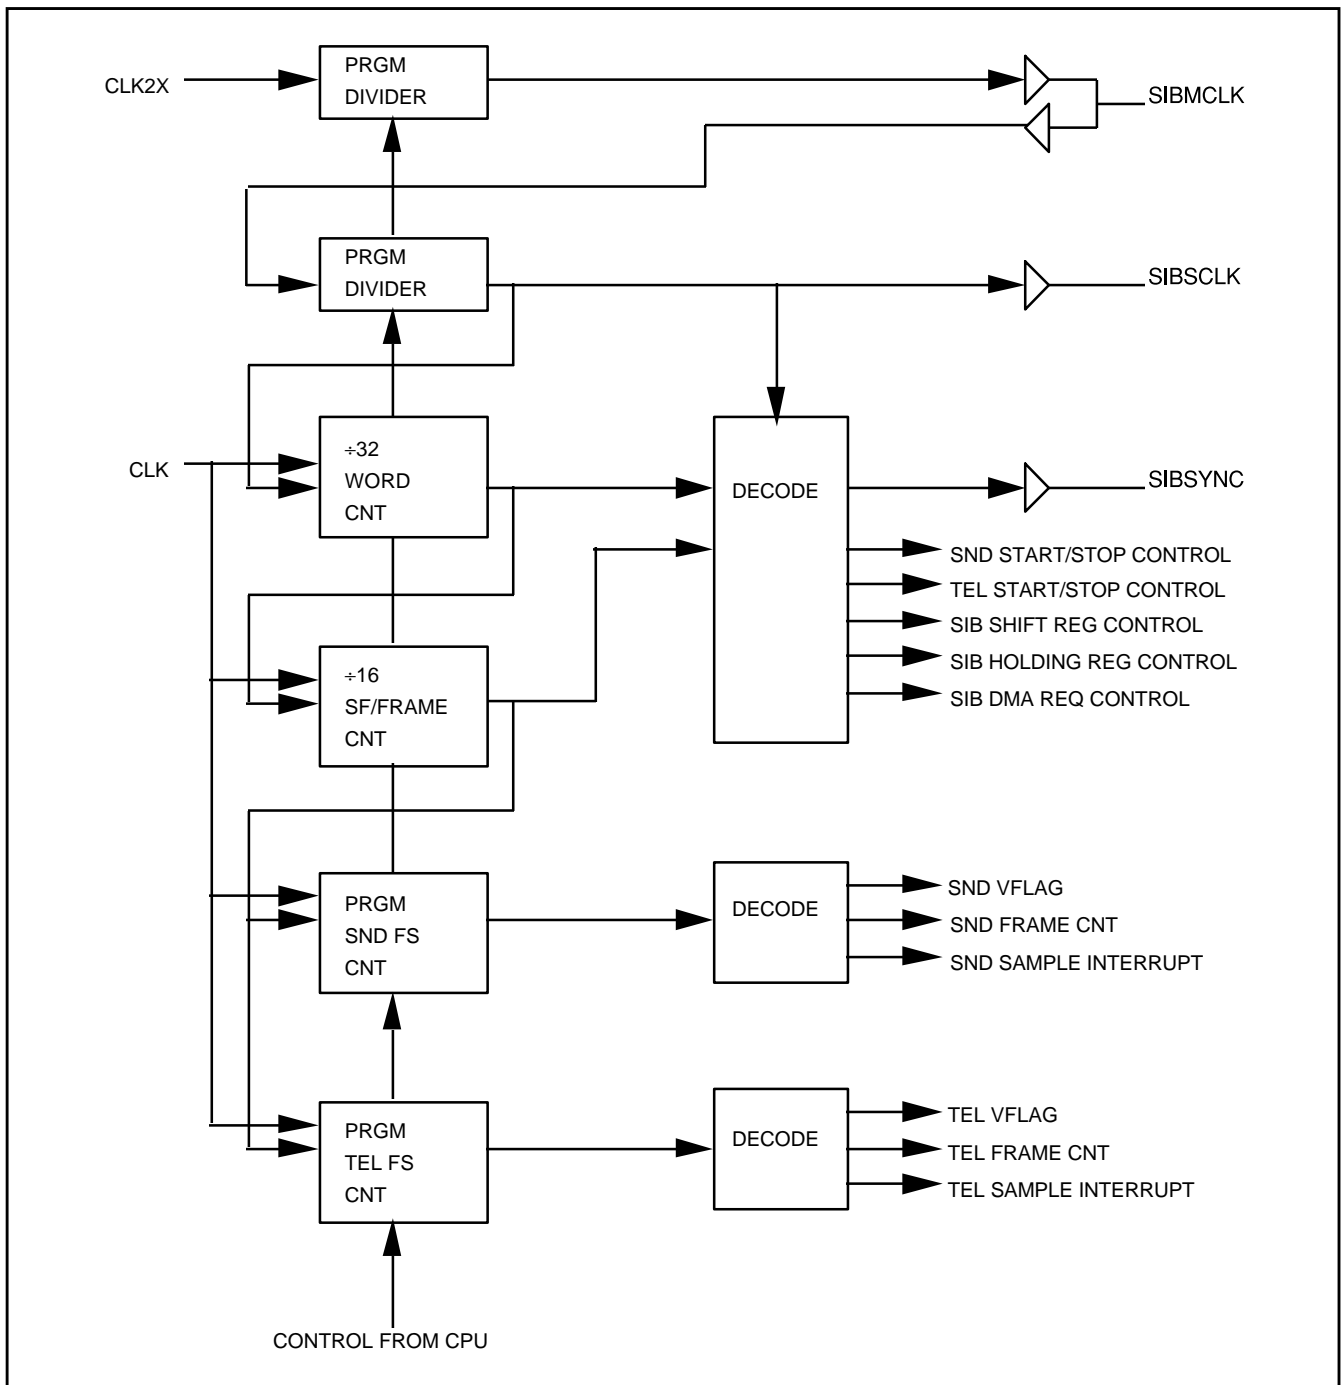 CLK2X
PRGM
DIVIDER
SIBMCLK
PRGM
DIVIDER
SIBSCLK
CLK
÷32
WORD
CNT
DECODE
SIBSYNC
SND START/STOP CONTROL
TEL START/STOP CONTROL
SIB SHIFT REG CONTROL
SIB HOLDING REG CONTROL
SIB DMA REQ CONTROL
÷16
SF/FRAME
CNT
PRGM
SND FS
CNT
DECODE
SND VFLAG
SND FRAME CNT
SND SAMPLE INTERRUPT
PRGM
TEL FS
CNT
DECODE
TEL VFLAG
TEL FRAME CNT
TEL SAMPLE INTERRUPT
CONTROL FROM CPU